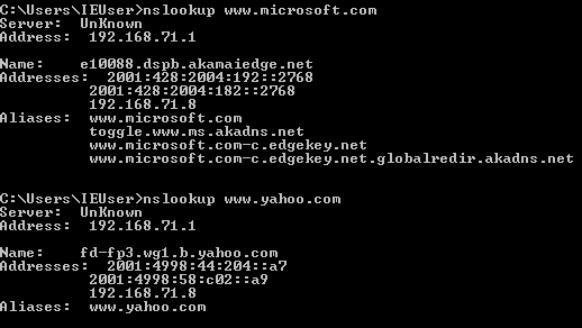 C:\Users\IEUser>nslookup www.microsoft.com
Server:  UnKnown
Address:  192.168.71.1
Name:    e10088.dspb.akamaiedge.net
Addresses:  2001:428:2004:192::2768
2001:428:2004:182::2768
192.168.71.8
Aliases:  www.microsoft.com
toggle.www.ms.akadns.net
www.microsoft.com-c.edgekey.net
www.microsoft.com-c.edgekey.net.globalredir.akadns.net
C:\Users\IEUser>nslookup www.yahoo.com
Server:  UnKnown
Address:  192.168.71.1
Name:    fd-fp3.wg1.b.yahoo.com
Addresses:  2001:4998:44:204::a7
2001:4998:58:c02::a9
192.168.71.8
Aliases:  www.yahoo.com